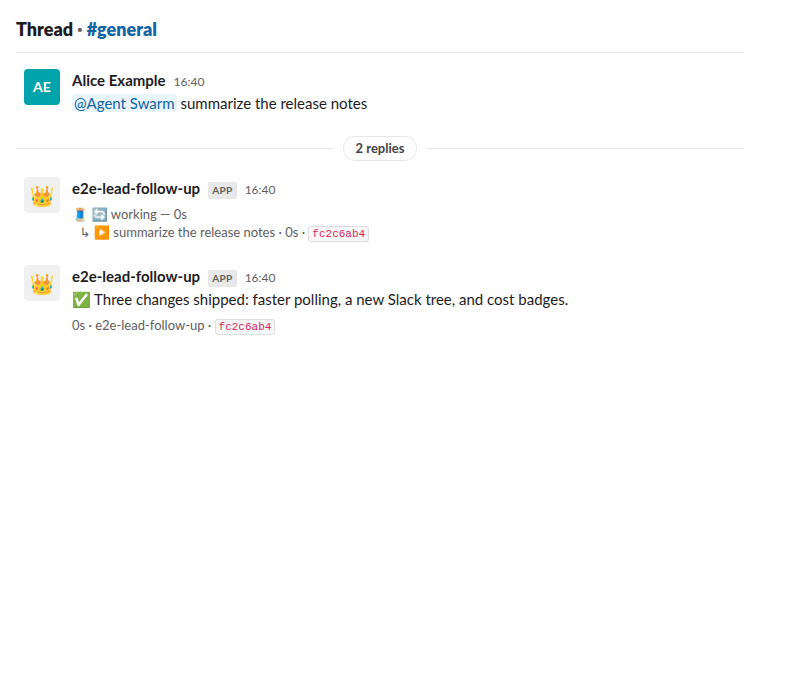 Thread • #general
AE
Alice Example 16:40
@Agent Swarm summarize the release notes
2 replies
e2e-lead-follow-up APP 16:40
🧵 🔄 working — 0s
↳ ▶️ summarize the release notes · 0s · fc2c6ab4
e2e-lead-follow-up APP 16:40
✅ Three changes shipped: faster polling, a new Slack tree, and cost badges.
0s · e2e-lead-follow-up · fc2c6ab4